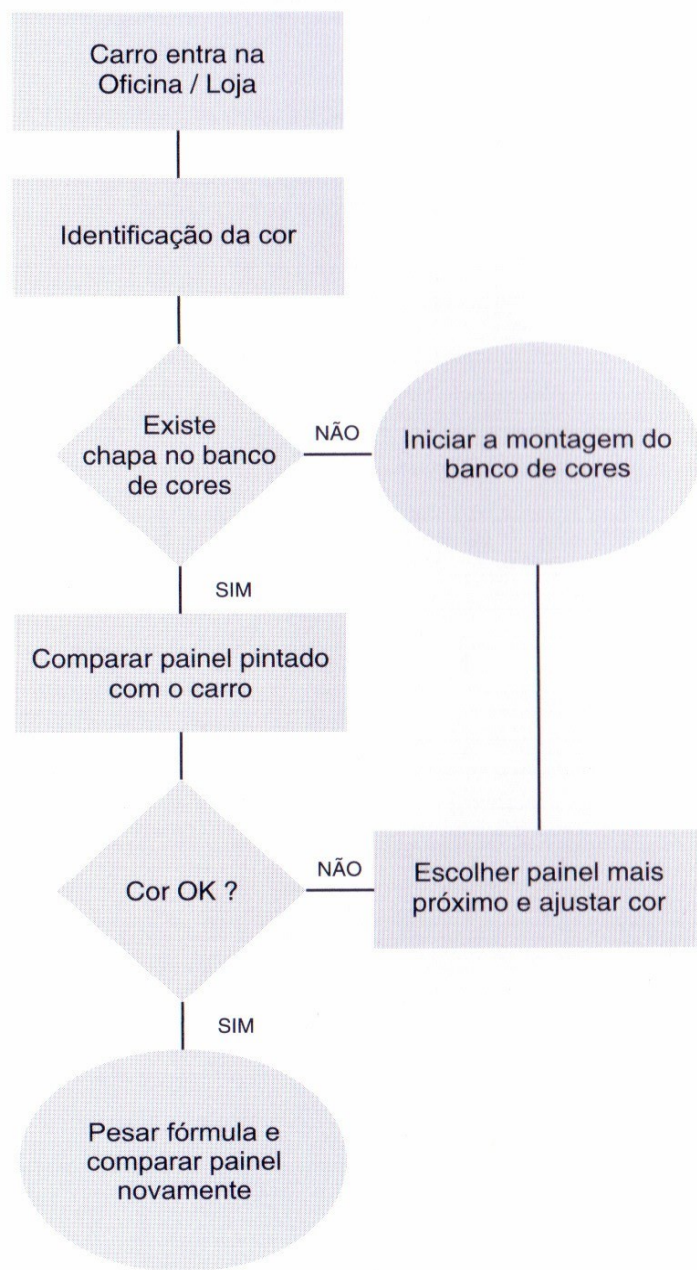 Carro entra na
Oficina / Loja
Identificação da cor
Existe
chapa no banco
de cores
NÃO
Iniciar a montagem do
banco de cores
SIM
Comparar painel pintado
com o carro
Cor OK ?
NÃO
Escolher painel mais
próximo e ajustar cor
SIM
Pesar fórmula e
comparar painel
novamente